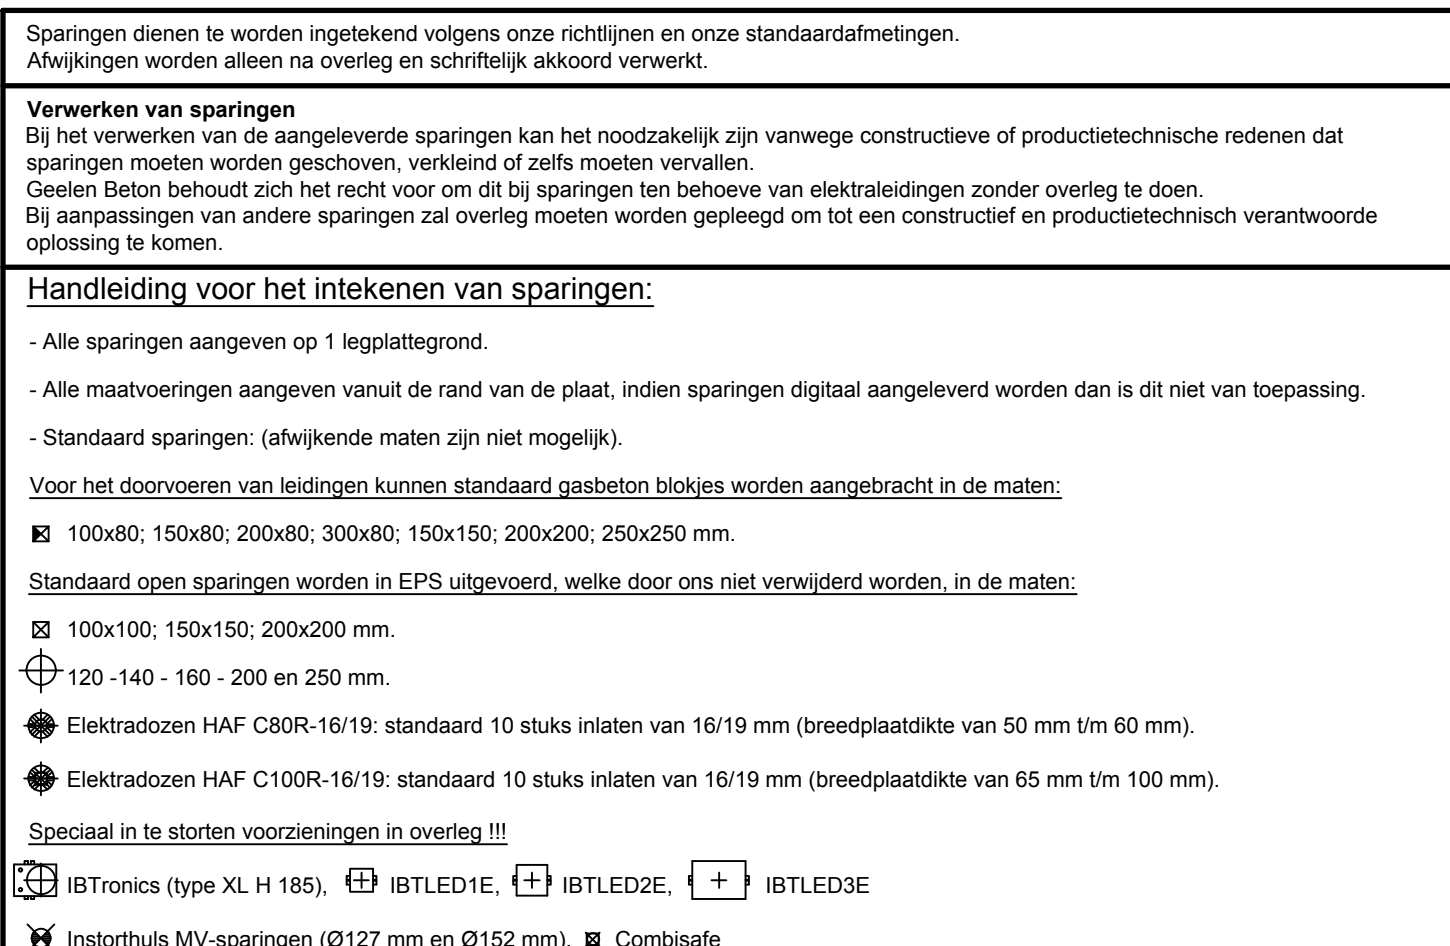 Sparingen dienen te worden ingetekend volgens onze richtlijnen en onze standaardafmetingen.
Afwijkingen worden alleen na overleg en schriftelijk akkoord verwerkt.
Verwerken van sparingen
Bij het verwerken van de aangeleverde sparingen kan het noodzakelijk zijn vanwege constructieve of productietechnische redenen dat
sparingen moeten worden geschoven, verkleind of zelfs moeten vervallen.
Geelen Beton behoudt zich het recht voor om dit bij sparingen ten behoeve van elektraleidingen zonder overleg te doen.
Bij aanpassingen van andere sparingen zal overleg moeten worden gepleegd om tot een constructief en productietechnisch verantwoorde
oplossing te komen.
Handleiding voor het intekenen van sparingen:
- Alle sparingen aangeven op 1 legplattegrond.
- Alle maatvoeringen aangeven vanuit de rand van de plaat, indien sparingen digitaal aangeleverd worden dan is dit niet van toepassing.
- Standaard sparingen: (afwijkende maten zijn niet mogelijk).
Voor het doorvoeren van leidingen kunnen standaard gasbeton blokjes worden aangebracht in de maten:
100x80; 150x80; 200x80; 300x80; 150x150; 200x200; 250x250 mm.
Standaard open sparingen worden in EPS uitgevoerd, welke door ons niet verwijderd worden, in de maten:
100x100; 150x150; 200x200 mm.
120 -140 - 160 - 200 en 250 mm.
Elektradozen HAF C80R-16/19: standaard 10 stuks inlaten van 16/19 mm (breedplaatdikte van 50 mm t/m 60 mm).
Elektradozen HAF C100R-16/19: standaard 10 stuks inlaten van 16/19 mm (breedplaatdikte van 65 mm t/m 100 mm).
Speciaal in te storten voorzieningen in overleg !!!
IBTronics (type XL H 185), IBTLED1E, IBTLED2E, IBTLED3E
Instorthuls MV-sparingen (Ø127 mm en Ø152 mm), Combisafe